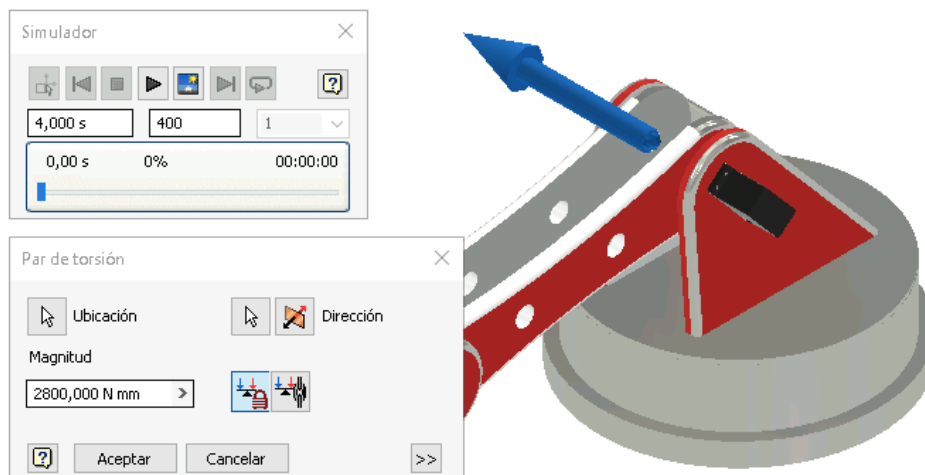 Simulador
4,000 s 400 1
0,00 s 0% 00:00:00
Par de torsión
Ubicación Dirección
Magnitud
2800,000 N mm >
Aceptar Cancelar >>